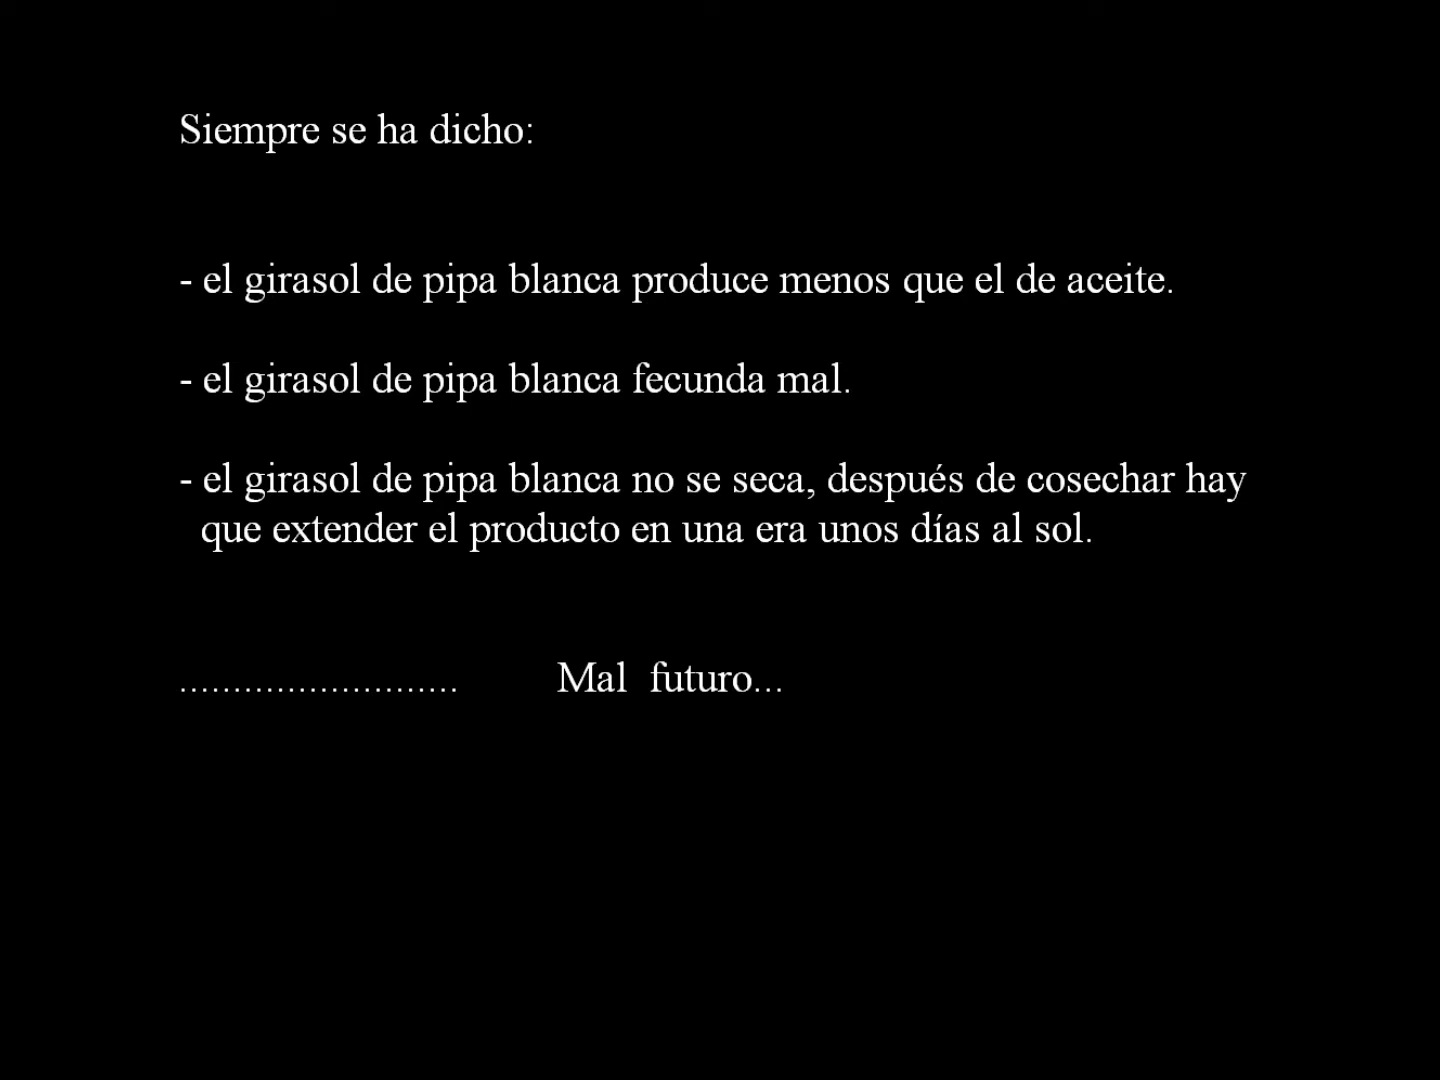 Siempre se ha dicho:
- el girasol de pipa blanca produce menos que el de aceite.
- el girasol de pipa blanca fecunda mal.
- el girasol de pipa blanca no se seca, después de cosechar hay
que extender el producto en una era unos días al sol.
.......................... Mal futuro...